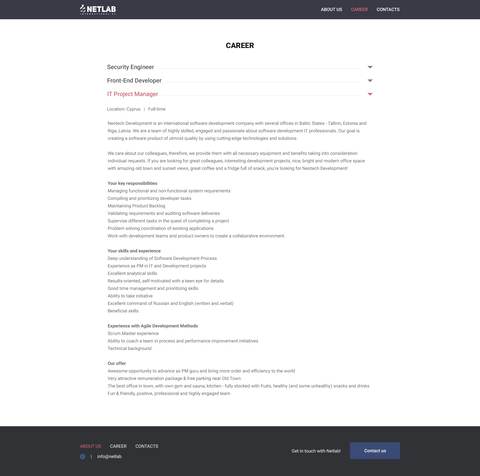 NETLAB
INTERNATIONAL OÜ
ABOUT US
CAREER
CONTACTS
CAREER
Security Engineer
Front-End Developer
IT Project Manager
Location: Cyprus | Full-time
Neotech Development is an international software development company with several offices in Baltic States - Tallinn, Estonia and
Riga, Latvia. We are a team of highly skilled, engaged and passionate about software development IT professionals. Our goal is
creating a software product of utmost quality by using cutting-edge technologies and solutions.
We care about our colleagues, therefore, we provide them with all necessary equipment and benefits taking into consideration
individual requests. If you are looking for great colleagues, interesting development projects, nice, bright and modern office space
with amazing old town and sunset views, great coffee and a fridge full of snack, you're looking for Neotech Development!
Your key responsibilities
Managing functional and non-functional system requirements
Compiling and prioritizing developer tasks
Maintaining Product Backlog
Validating requirements and auditing software deliveries
Supervise different tasks in the quest of completing a project
Problem-solving coordination of existing applications
Work with development teams and product owners to create a collaborative environment
Your skills and experience
Deep understanding of Software Development Process
Experience as PM in IT and Development projects
Excellent analytical skills
Results-oriented, self-motivated with a keen eye for details
Good time management and prioritizing skills
Ability to take initiative
Excellent command of Russian and English (written and verbal)
Beneficial skills
Experience with Agile Development Methods
Scrum Master experience
Ability to coach a team in process and performance improvement initiatives
Technical background
Our offer
Awesome opportunity to advance as PM guru and bring more order and efficiency to the world
Very attractive remuneration package & free parking near Old Town
The best office in town, with own gym and sauna, kitchen - fully stocked with fruits, healthy (and some unhealthy) snacks and drinks
Fun & friendly, positive, professional and highly engaged team
ABOUT US
CAREER
CONTACTS
| info@netlab.
Get in touch with Netlab!
Contact us